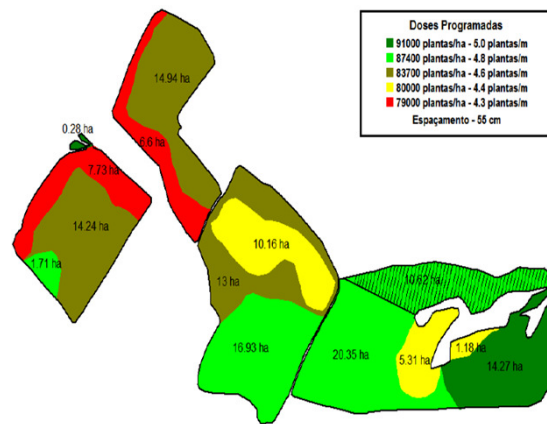 Doses Programadas
91000 plantas/ha - 5.0 plantas/m
87400 plantas/ha - 4.8 plantas/m
83700 plantas/ha - 4.6 plantas/m
80000 plantas/ha - 4.4 plantas/m
79000 plantas/ha - 4.3 plantas/m
Espaçamento - 55 cm
14.94 ha
0.28 ha
6.6 ha
7.73 ha
14.24 ha
10.16 ha
1.71 ha
13 ha
10.62 ha
16.93 ha
20.35 ha
5.31 ha
1.18 ha
14.27 ha